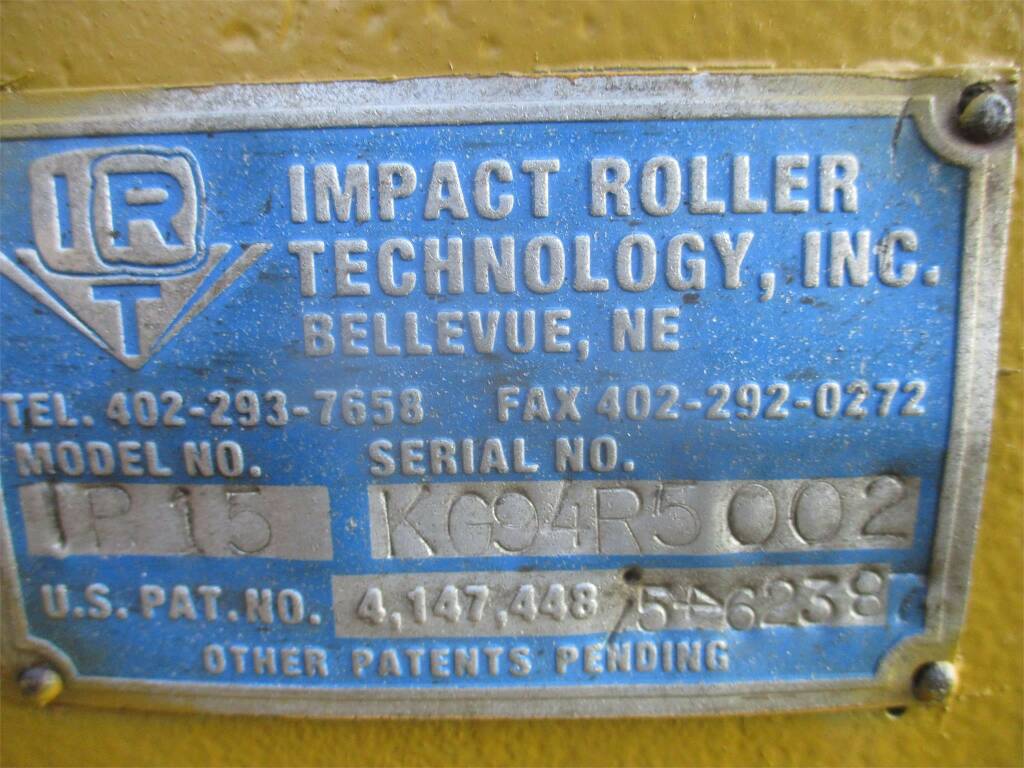 IRT
IMPACT ROLLER
TECHNOLOGY, INC.
BELLEVUE, NE
TEL. 402-293-7658 FAX 402-292-0272
MODEL NO. SERIAL NO.
IR 15 KG94R5 002
U.S. PAT. NO. 4,147,448
OTHER PATENTS PENDING